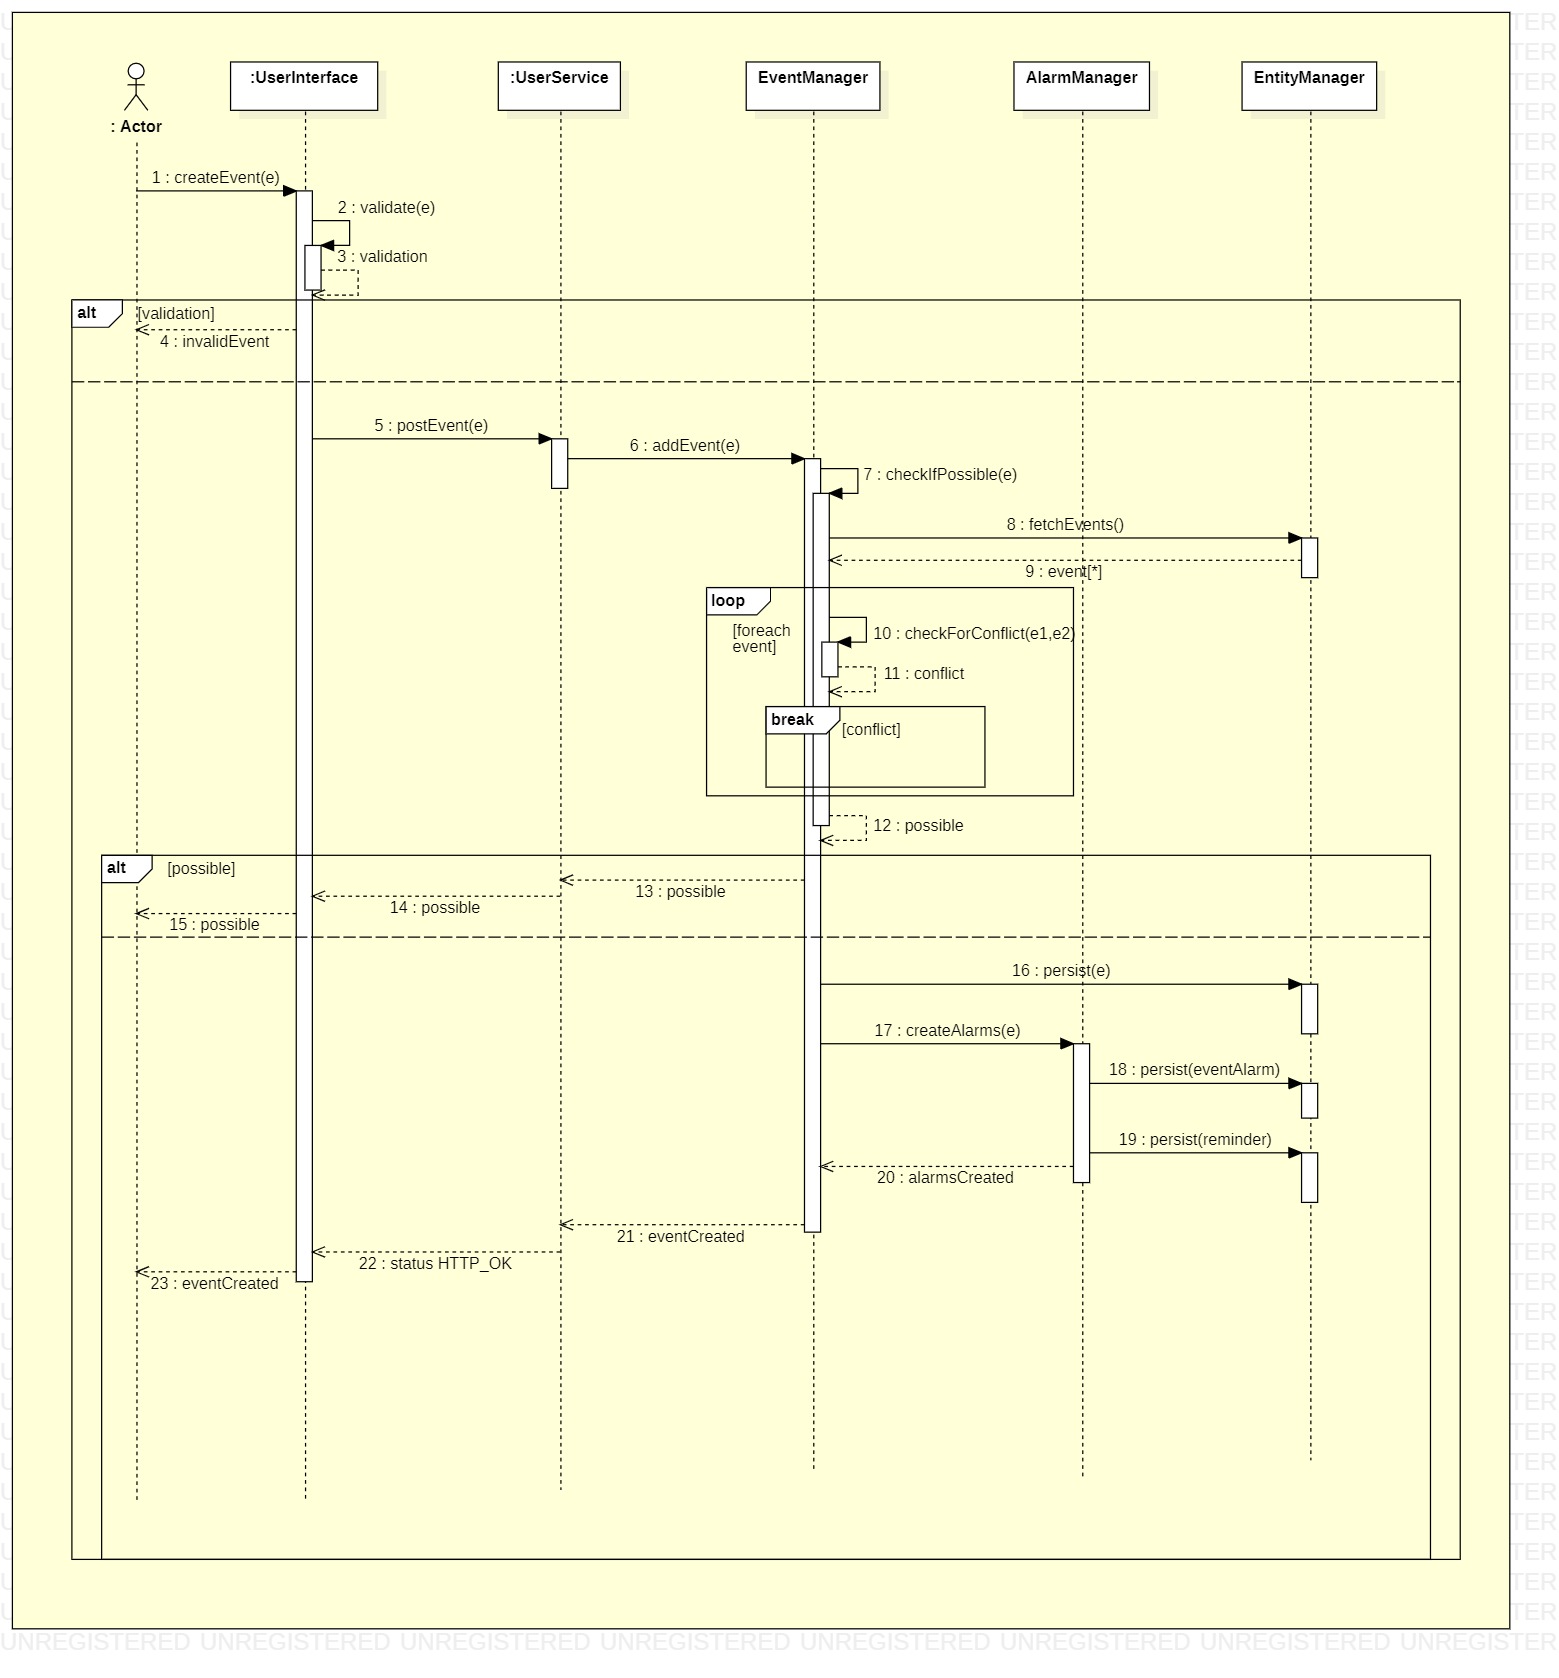 :UserInterface
:UserService
EventManager
AlarmManager
EntityManager
: Actor
1 : createEvent(e)
2 : validate(e)
3 : validation
alt
[validation]
4 : invalidEvent
5 : postEvent(e)
6 : addEvent(e)
7 : checkIfPossible(e)
8 : fetchEvents()
9 : event[*]
loop
[foreach
event]
10 : checkForConflict(e1,e2)
11 : conflict
break
[conflict]
12 : possible
alt
[possible]
13 : possible
14 : possible
15 : possible
16 : persist(e)
17 : createAlarms(e)
18 : persist(eventAlarm)
19 : persist(reminder)
20 : alarmsCreated
21 : eventCreated
22 : status HTTP_OK
23 : eventCreated
UNREGISTERED UNREGISTERED UNREGISTERED UNREGISTERED UNREGISTERED UNREGISTERED UNREGISTERED UNREGISTER